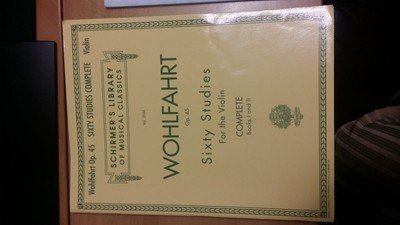 Wohlfahrt Op. 45 SIXTY STUDIES COMPLETE Violin
SCHIRMER'S LIBRARY
OF MUSICAL CLASSICS
WOHLFAHRT
Op. 45
Sixty Studies
For the Violin
COMPLETE
Books I and II